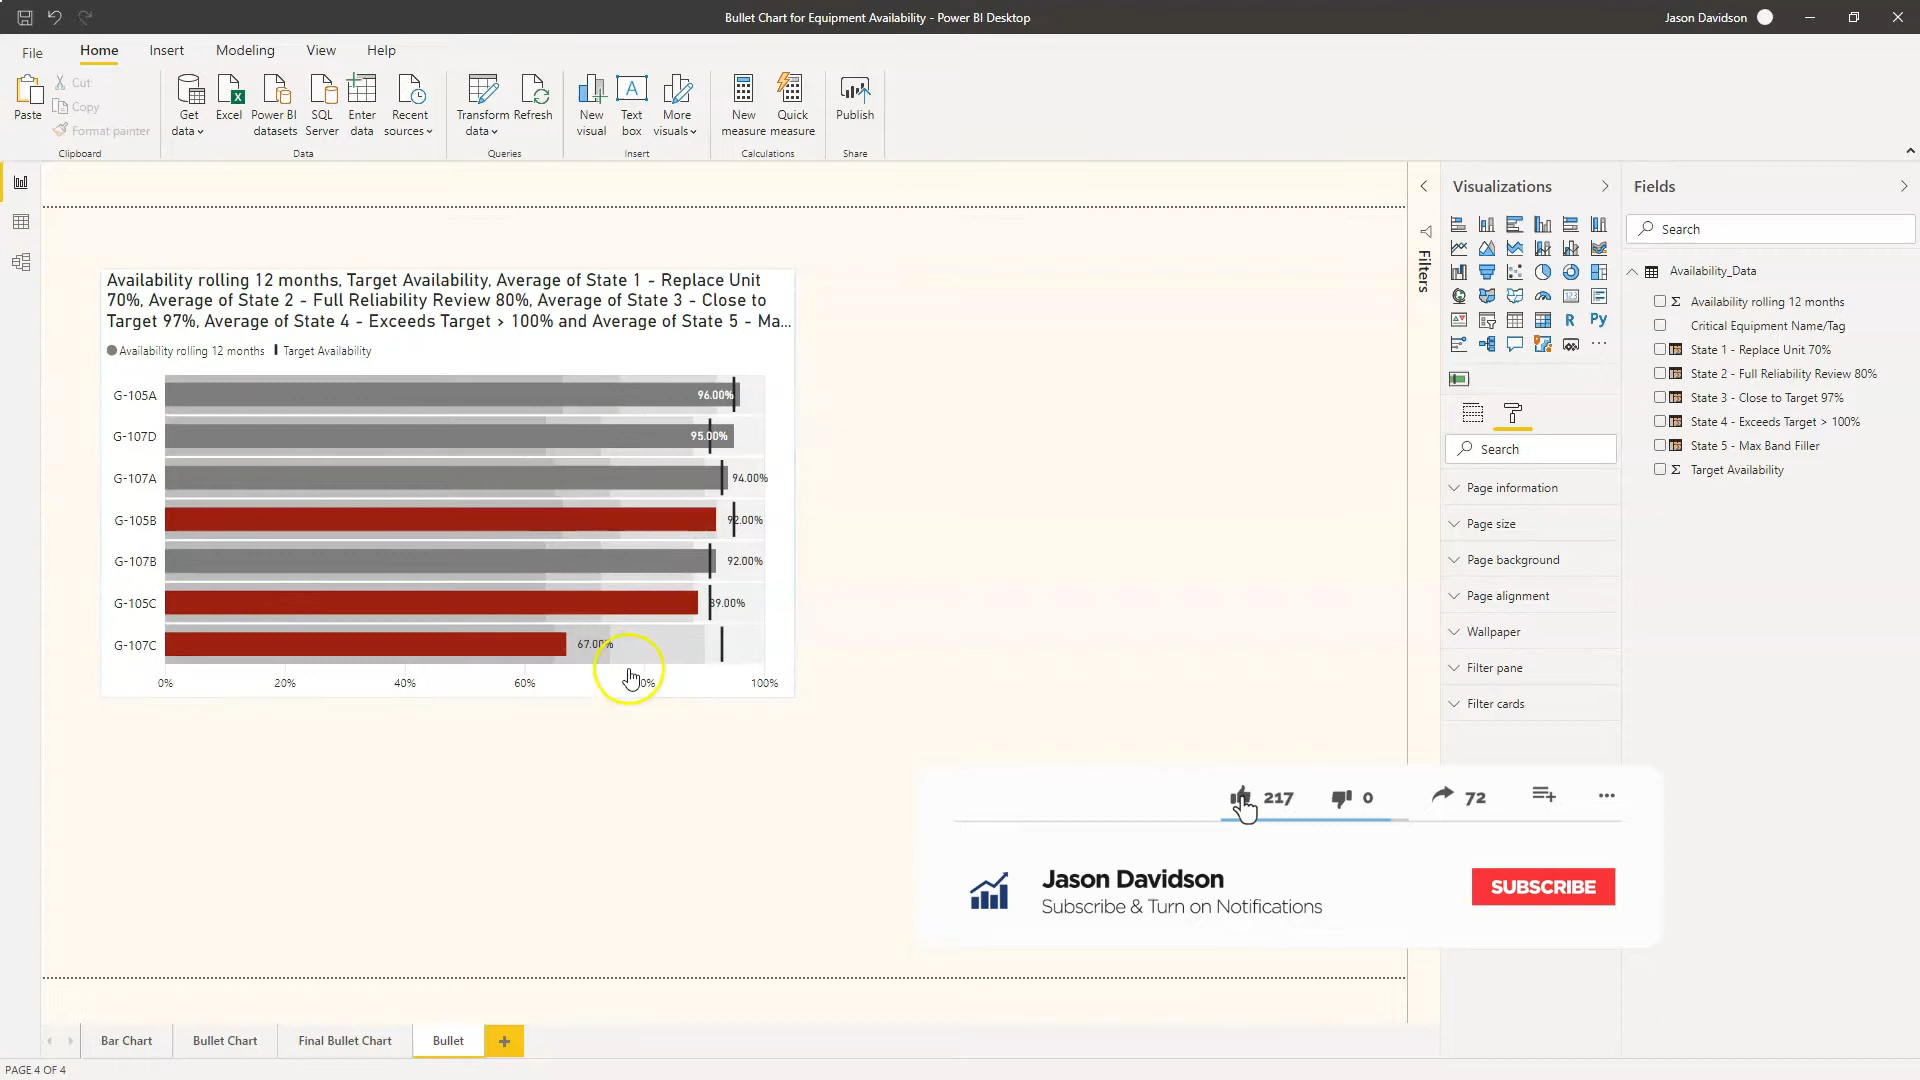 Bullet Chart for Equipment Availability - Power BI Desktop
Jason Davidson
File
Home
Insert
Modeling
View
Help
Paste
Cut
Copy
Format painter
Clipboard
Get data
Excel
Power BI datasets
SQL Server
Enter data
Recent sources
Data
Transform data
Refresh
Queries
New visual
Text box
More visuals
Insert
New measure
Quick measure
Calculations
Publish
Share
Availability rolling 12 months, Target Availability, Average of State 1 - Replace Unit
70%, Average of State 2 - Full Reliability Review 80%, Average of State 3 - Close to
Target 97%, Average of State 4 - Exceeds Target > 100% and Average of State 5 - Ma...
Availability rolling 12 months
Target Availability
G-105A
96.00%
G-107D
95.00%
G-107A
94.00%
G-105B
92.00%
G-107B
92.00%
G-105C
89.00%
G-107C
67.00%
0%
20%
40%
60%
100%
Filters
Visualizations
R
Py
Search
Page information
Page size
Page background
Page alignment
Wallpaper
Filter pane
Filter cards
Fields
Search
Availability_Data
Availability rolling 12 months
Critical Equipment Name/Tag
State 1 - Replace Unit 70%
State 2 - Full Reliability Review 80%
State 3 - Close to Target 97%
State 4 - Exceeds Target > 100%
State 5 - Max Band Filler
Target Availability
217
0
72
Jason Davidson
Subscribe & Turn on Notifications
SUBSCRIBE
Bar Chart
Bullet Chart
Final Bullet Chart
Bullet
PAGE 4 OF 4